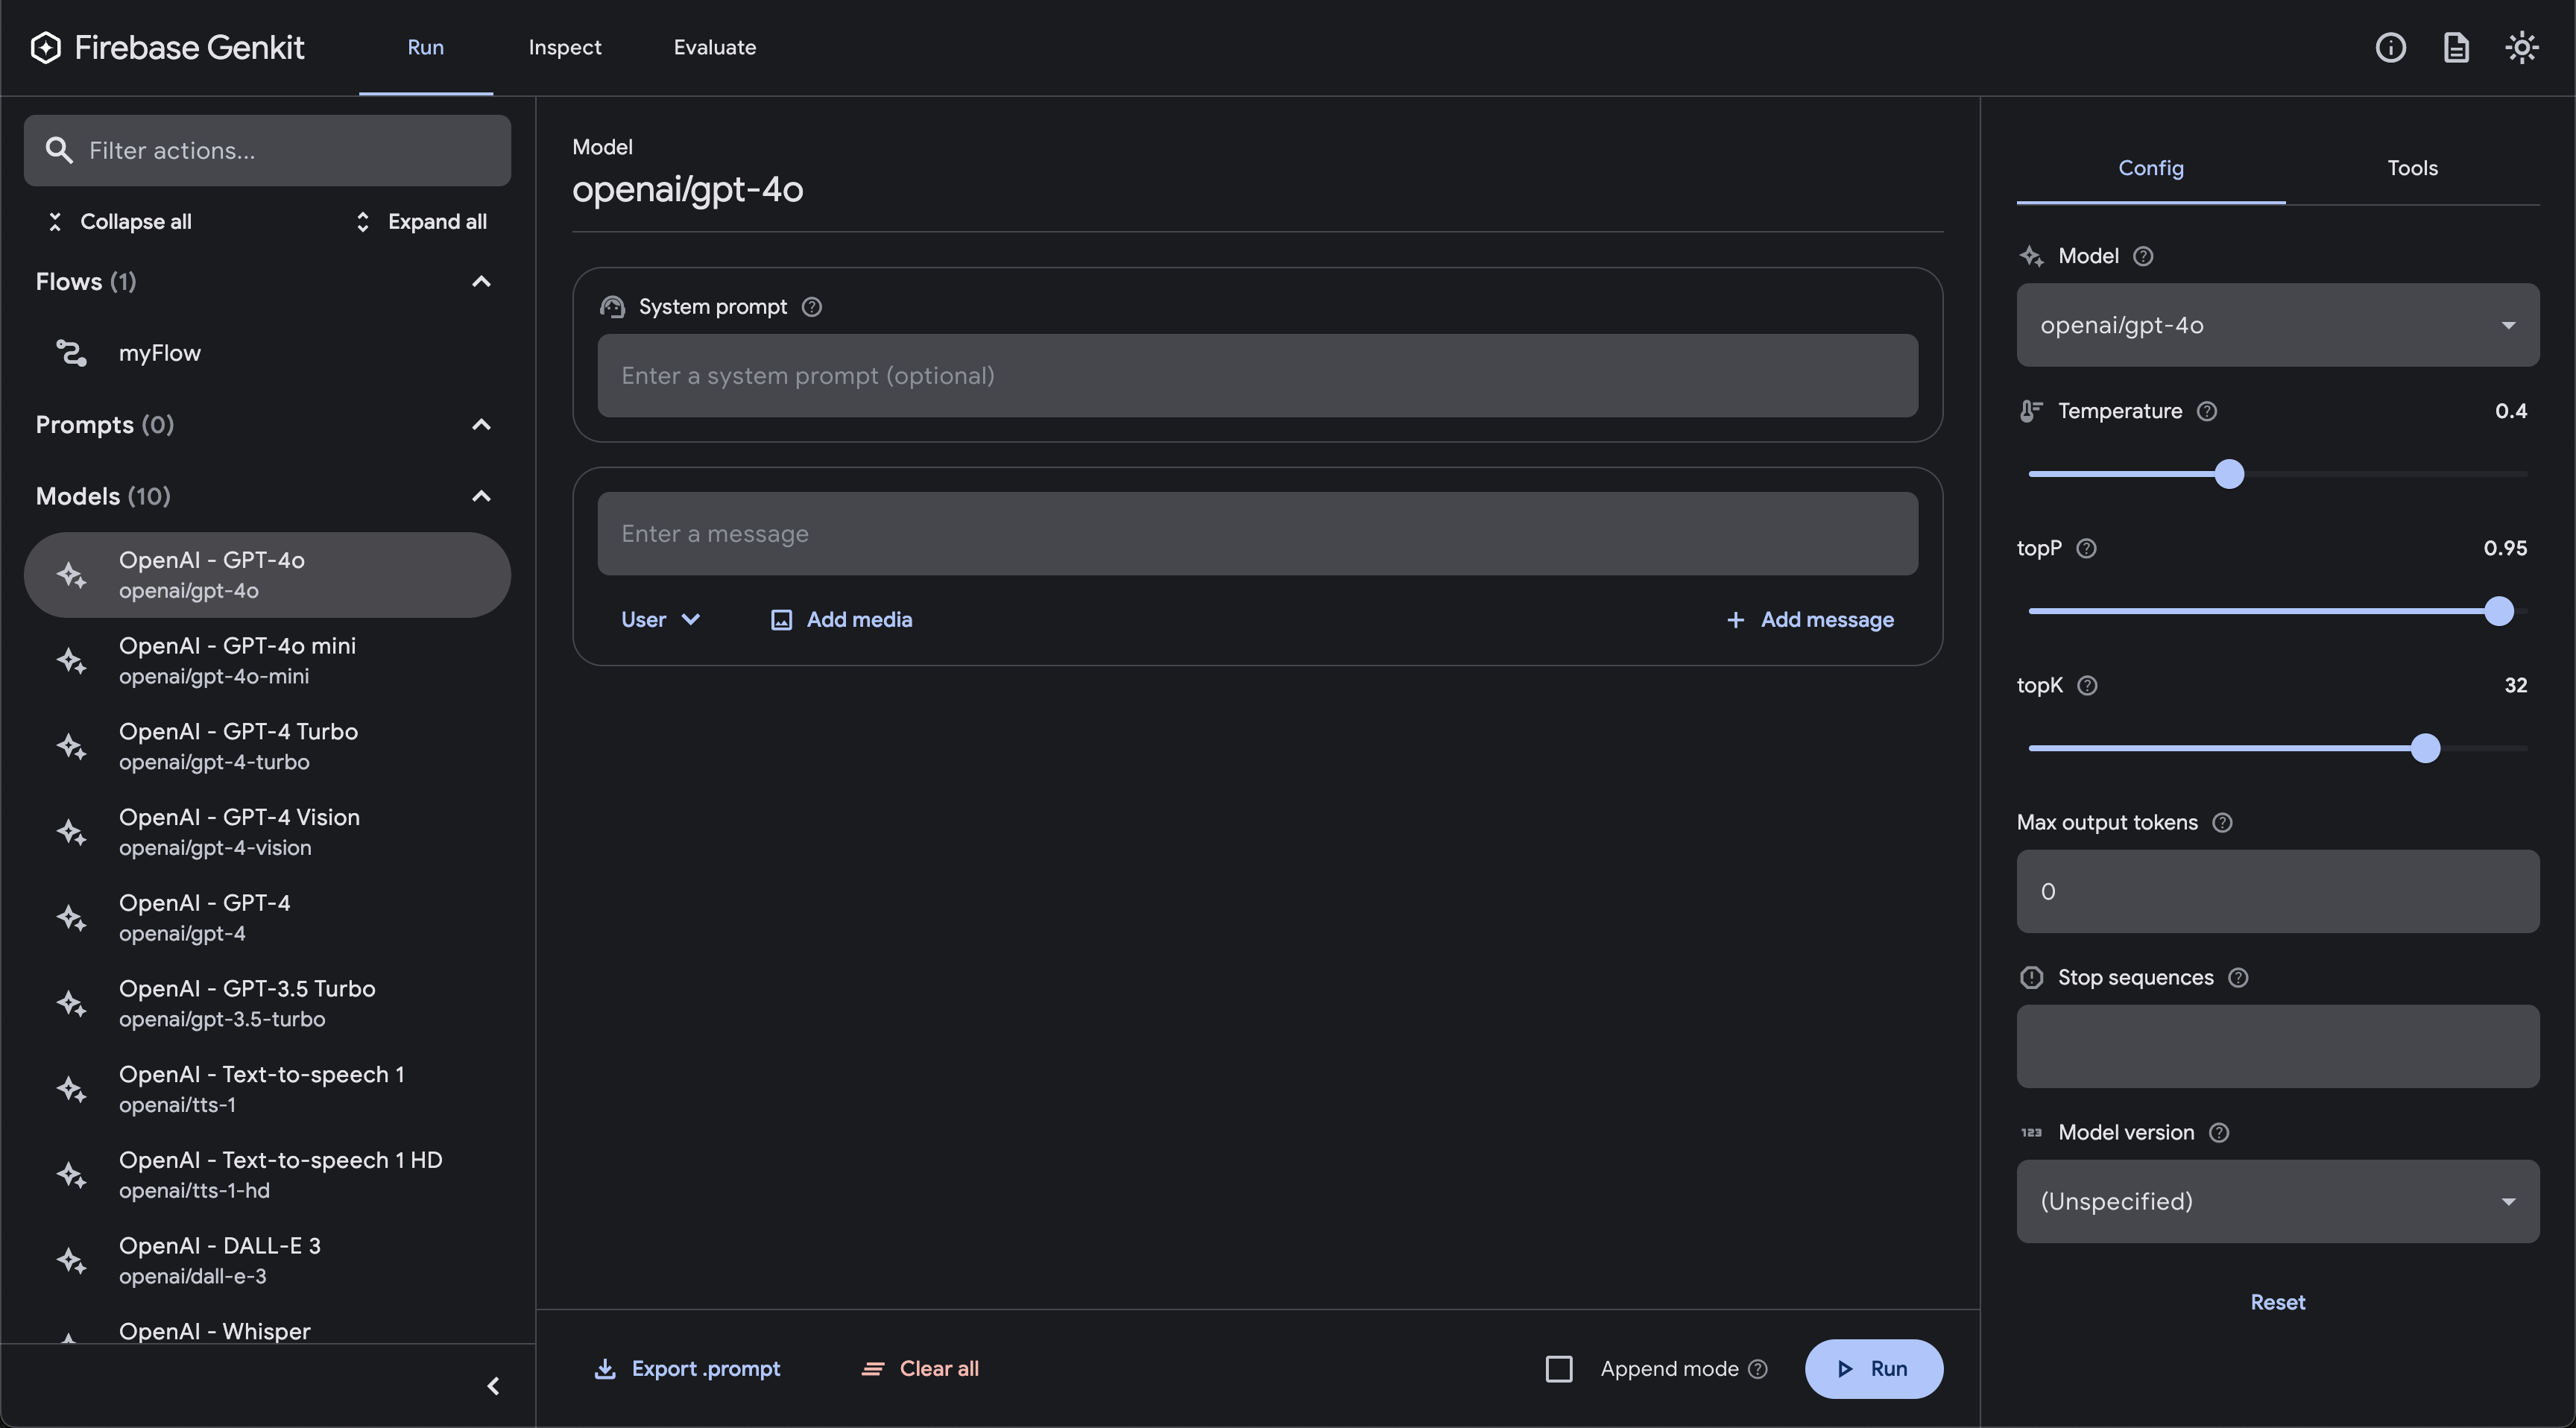 Firebase Genkit
Run
Inspect
Evaluate
Filter actions...
Collapse all
Expand all
Flows (1)
myFlow
Prompts (0)
Models (10)
OpenAI - GPT-4o
openai/gpt-4o
OpenAI - GPT-4o mini
openai/gpt-4o-mini
OpenAI - GPT-4 Turbo
openai/gpt-4-turbo
OpenAI - GPT-4 Vision
openai/gpt-4-vision
OpenAI - GPT-4
openai/gpt-4
OpenAI - GPT-3.5 Turbo
openai/gpt-3.5-turbo
OpenAI - Text-to-speech 1
openai/tts-1
OpenAI - Text-to-speech 1 HD
openai/tts-1-hd
OpenAI - DALL-E 3
openai/dall-e-3
OpenAI - Whisper
Model
openai/gpt-4o
System prompt
Enter a system prompt (optional)
Enter a message
User
Add media
Add message
Export .prompt
Clear all
Append mode
Run
Config
Tools
Model
openai/gpt-4o
Temperature
0.4
topP
0.95
topK
32
Max output tokens
0
Stop sequences
123
Model version
(Unspecified)
Reset